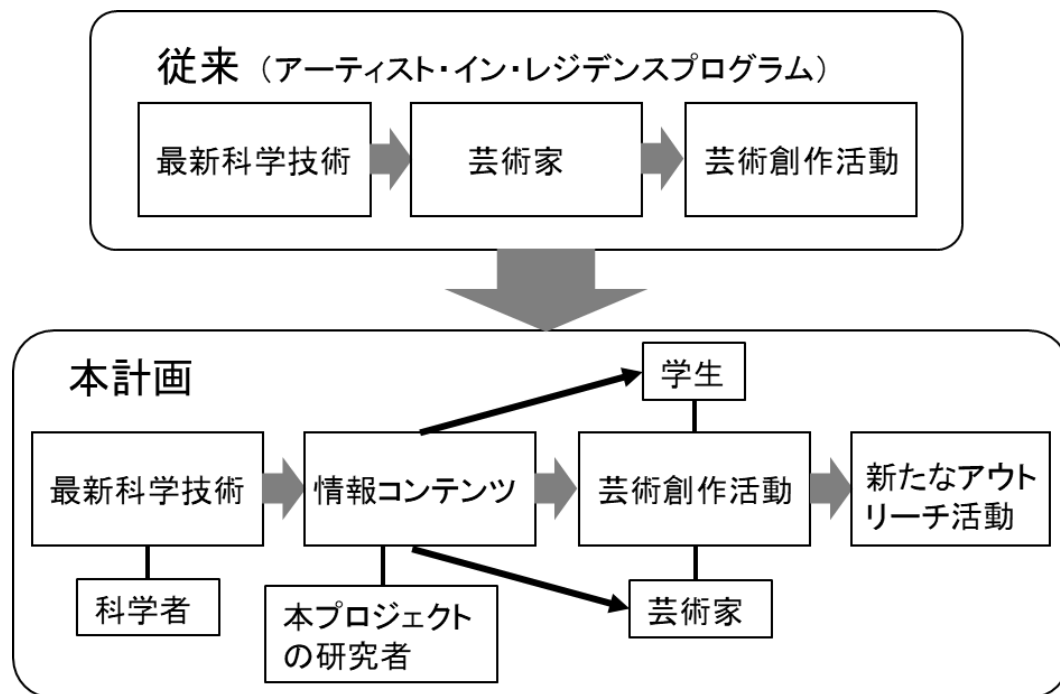 従来（アーティスト・イン・レジデンスプログラム）
最新科学技術
芸術家
芸術創作活動
本計画
学生
最新科学技術
情報コンテンツ
芸術創作活動
新たなアウト
リーチ活動
科学者
本プロジェクト
の研究者
芸術家